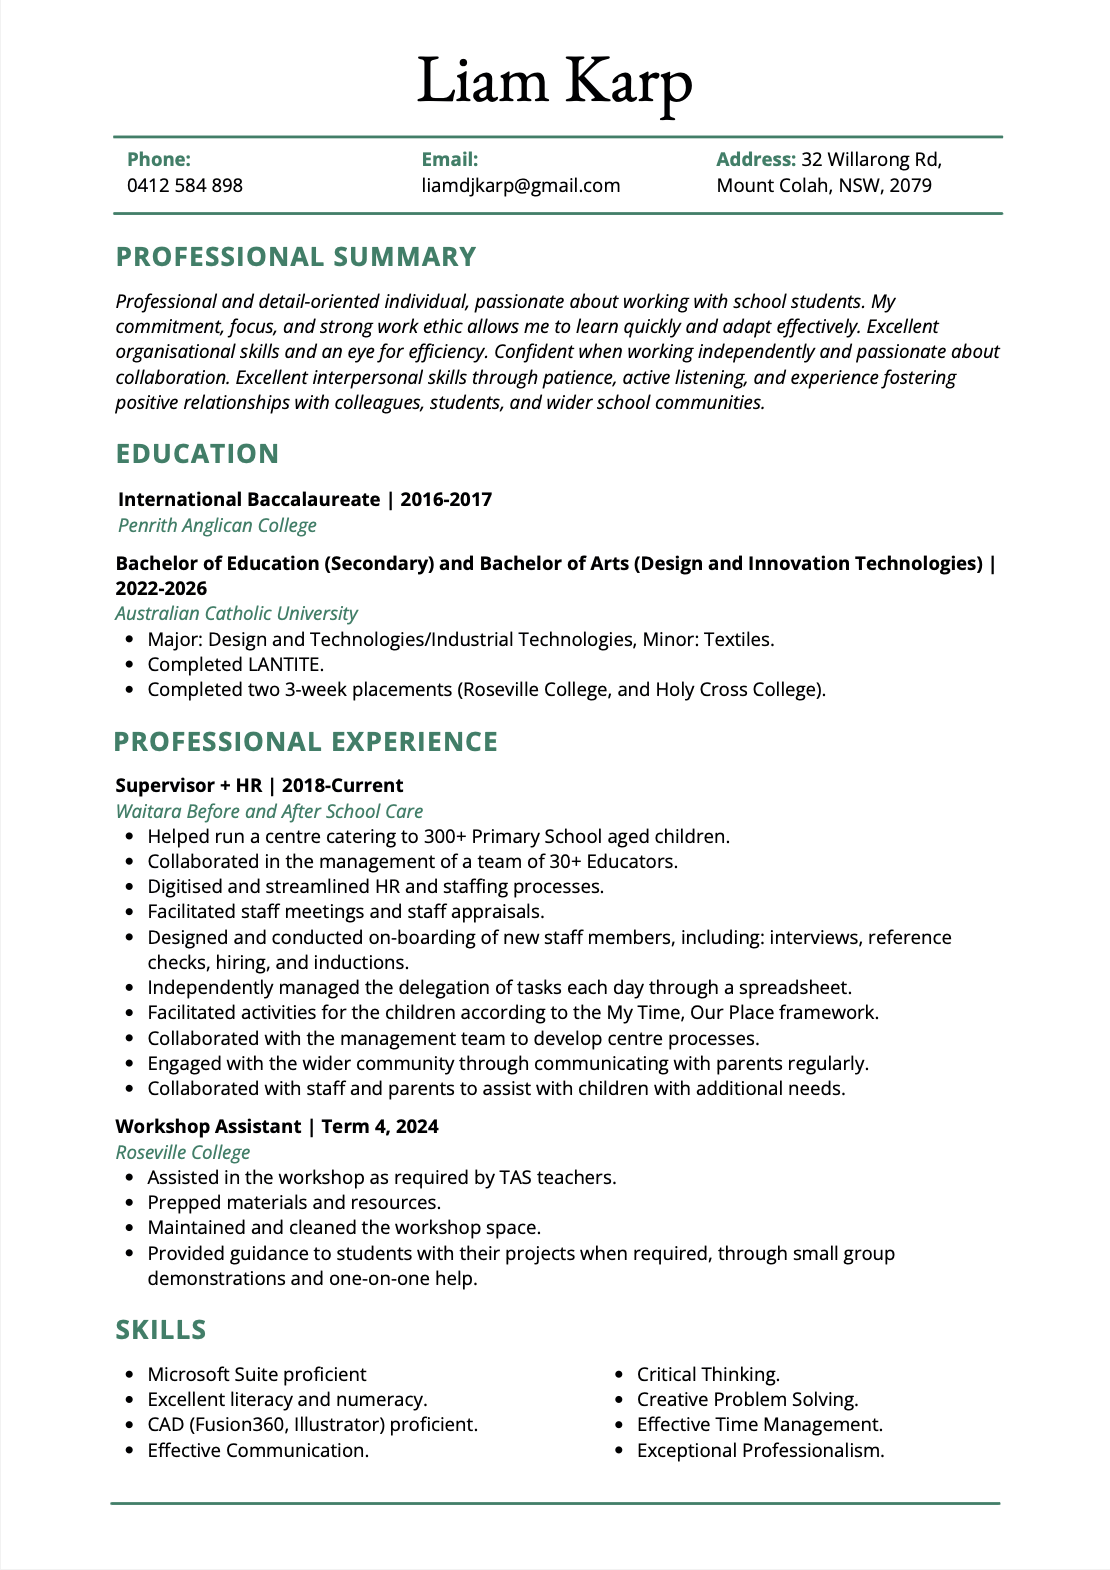 Liam Karp
Phone:
0412 584 898
Email:
liamdjkarp@gmail.com
Address: 32 Willarong Rd,
Mount Colah, NSW, 2079
PROFESSIONAL SUMMARY
Professional and detail-oriented individual, passionate about working with school students. My
commitment, focus, and strong work ethic allows me to learn quickly and adapt effectively. Excellent
organisational skills and an eye for efficiency. Confident when working independently and passionate about
collaboration. Excellent interpersonal skills through patience, active listening, and experience fostering
positive relationships with colleagues, students, and wider school communities.
EDUCATION
International Baccalaureate | 2016-2017
Penrith Anglican College
Bachelor of Education (Secondary) and Bachelor of Arts (Design and Innovation Technologies) |
2022-2026
Australian Catholic University
• Major: Design and Technologies/Industrial Technologies, Minor: Textiles.
• Completed LANTITE.
• Completed two 3-week placements (Roseville College, and Holy Cross College).
PROFESSIONAL EXPERIENCE
Supervisor + HR | 2018-Current
Waitara Before and After School Care
• Helped run a centre catering to 300+ Primary School aged children.
• Collaborated in the management of a team of 30+ Educators.
• Digitised and streamlined HR and staffing processes.
• Facilitated staff meetings and staff appraisals.
• Designed and conducted on-boarding of new staff members, including: interviews, reference
checks, hiring, and inductions.
• Independently managed the delegation of tasks each day through a spreadsheet.
• Facilitated activities for the children according to the My Time, Our Place framework.
• Collaborated with the management team to develop centre processes.
• Engaged with the wider community through communicating with parents regularly.
• Collaborated with staff and parents to assist with children with additional needs.
Workshop Assistant | Term 4, 2024
Roseville College
• Assisted in the workshop as required by TAS teachers.
• Prepped materials and resources.
• Maintained and cleaned the workshop space.
• Provided guidance to students with their projects when required, through small group
demonstrations and one-on-one help.
SKILLS
• Microsoft Suite proficient
• Excellent literacy and numeracy.
• CAD (Fusion360, Illustrator) proficient.
• Effective Communication.
• Critical Thinking.
• Creative Problem Solving.
• Effective Time Management.
• Exceptional Professionalism.